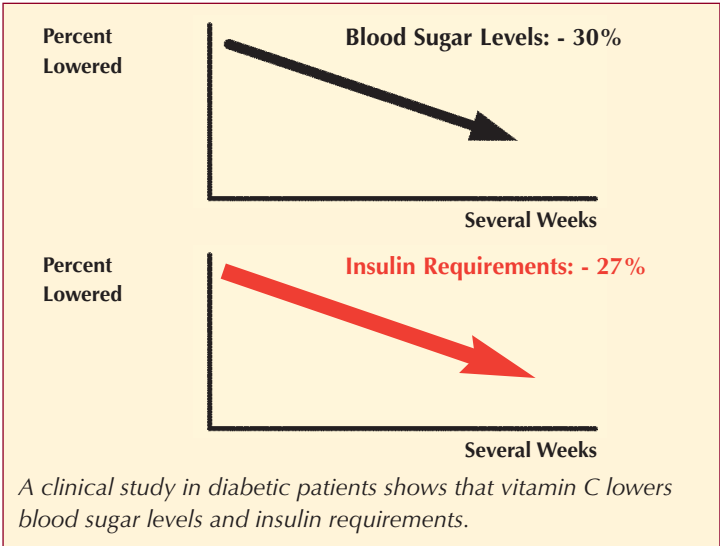 Percent
Lowered
Blood Sugar Levels: - 30%
Several Weeks
Percent
Lowered
Insulin Requirements: - 27%
Several Weeks
A clinical study in diabetic patients shows that vitamin C lowers
blood sugar levels and insulin requirements.